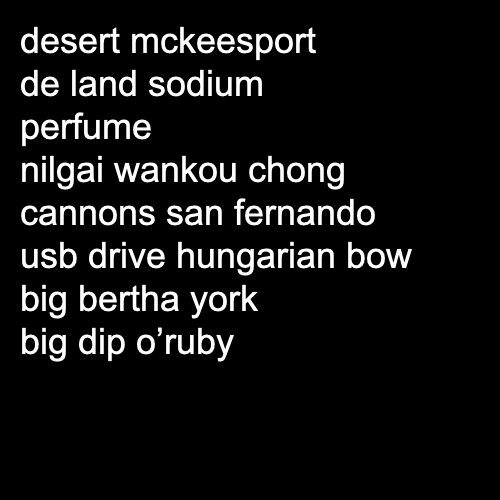 desert mckeesport
de land sodium
perfume
nilgai wankou chong
cannons san fernando
usb drive hungarian bow
big bertha york
big dip o’ruby